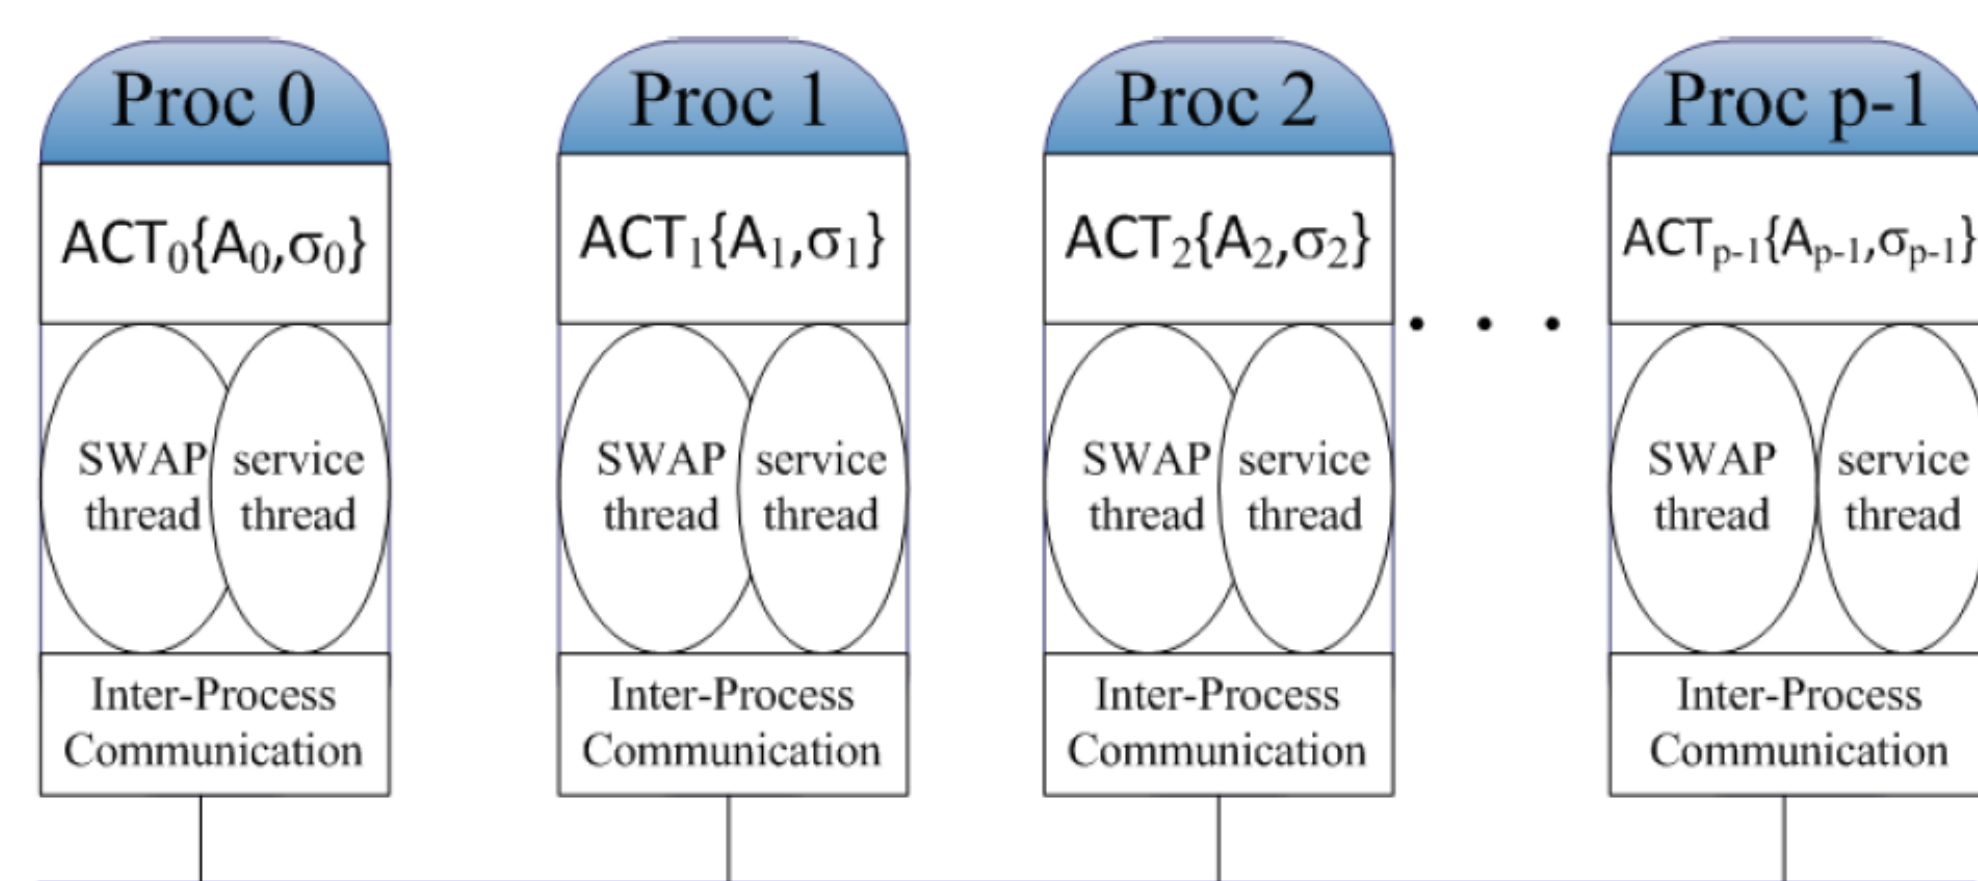 Proc 0
ACT₀{A₀,σ₀}
SWAP thread
service thread
Inter-Process
Communication
Proc 1
ACT₁{A₁,σ₁}
SWAP thread
service thread
Inter-Process
Communication
Proc 2
ACT₂{A₂,σ₂}
SWAP thread
service thread
Inter-Process
Communication
. . .
Proc p-1
ACTₚ₋₁{Aₚ₋₁,σₚ₋₁}
SWAP thread
service thread
Inter-Process
Communication